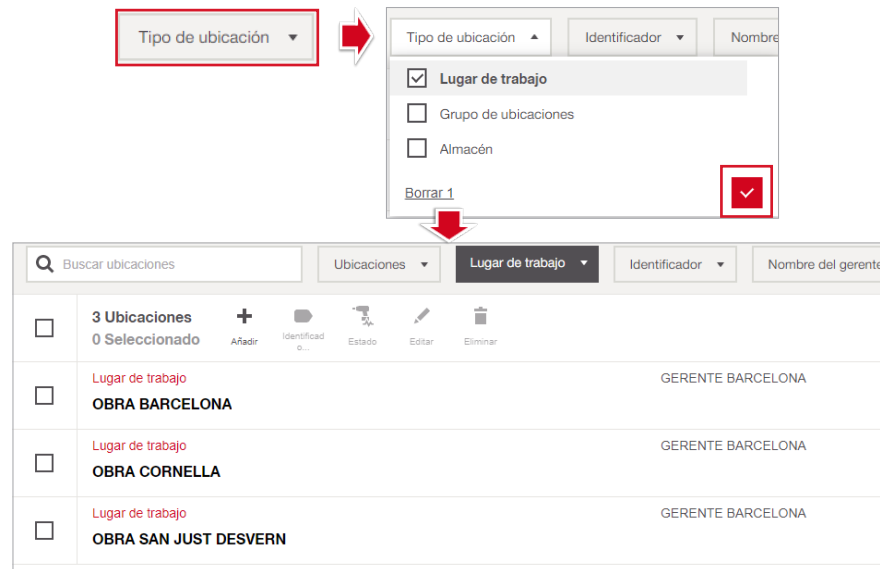 Tipo de ubicación
Tipo de ubicación Identificador Nombre
Lugar de trabajo
Grupo de ubicaciones
Almacén
Borrar 1
Buscar ubicaciones Ubicaciones Lugar de trabajo Identificador Nombre del gerente
3 Ubicaciones
0 Seleccionado
Añadir Identificad o... Estado Editar Eliminar
Lugar de trabajo GERENTE BARCELONA
OBRA BARCELONA
Lugar de trabajo GERENTE BARCELONA
OBRA CORNELLA
Lugar de trabajo GERENTE BARCELONA
OBRA SAN JUST DESVERN